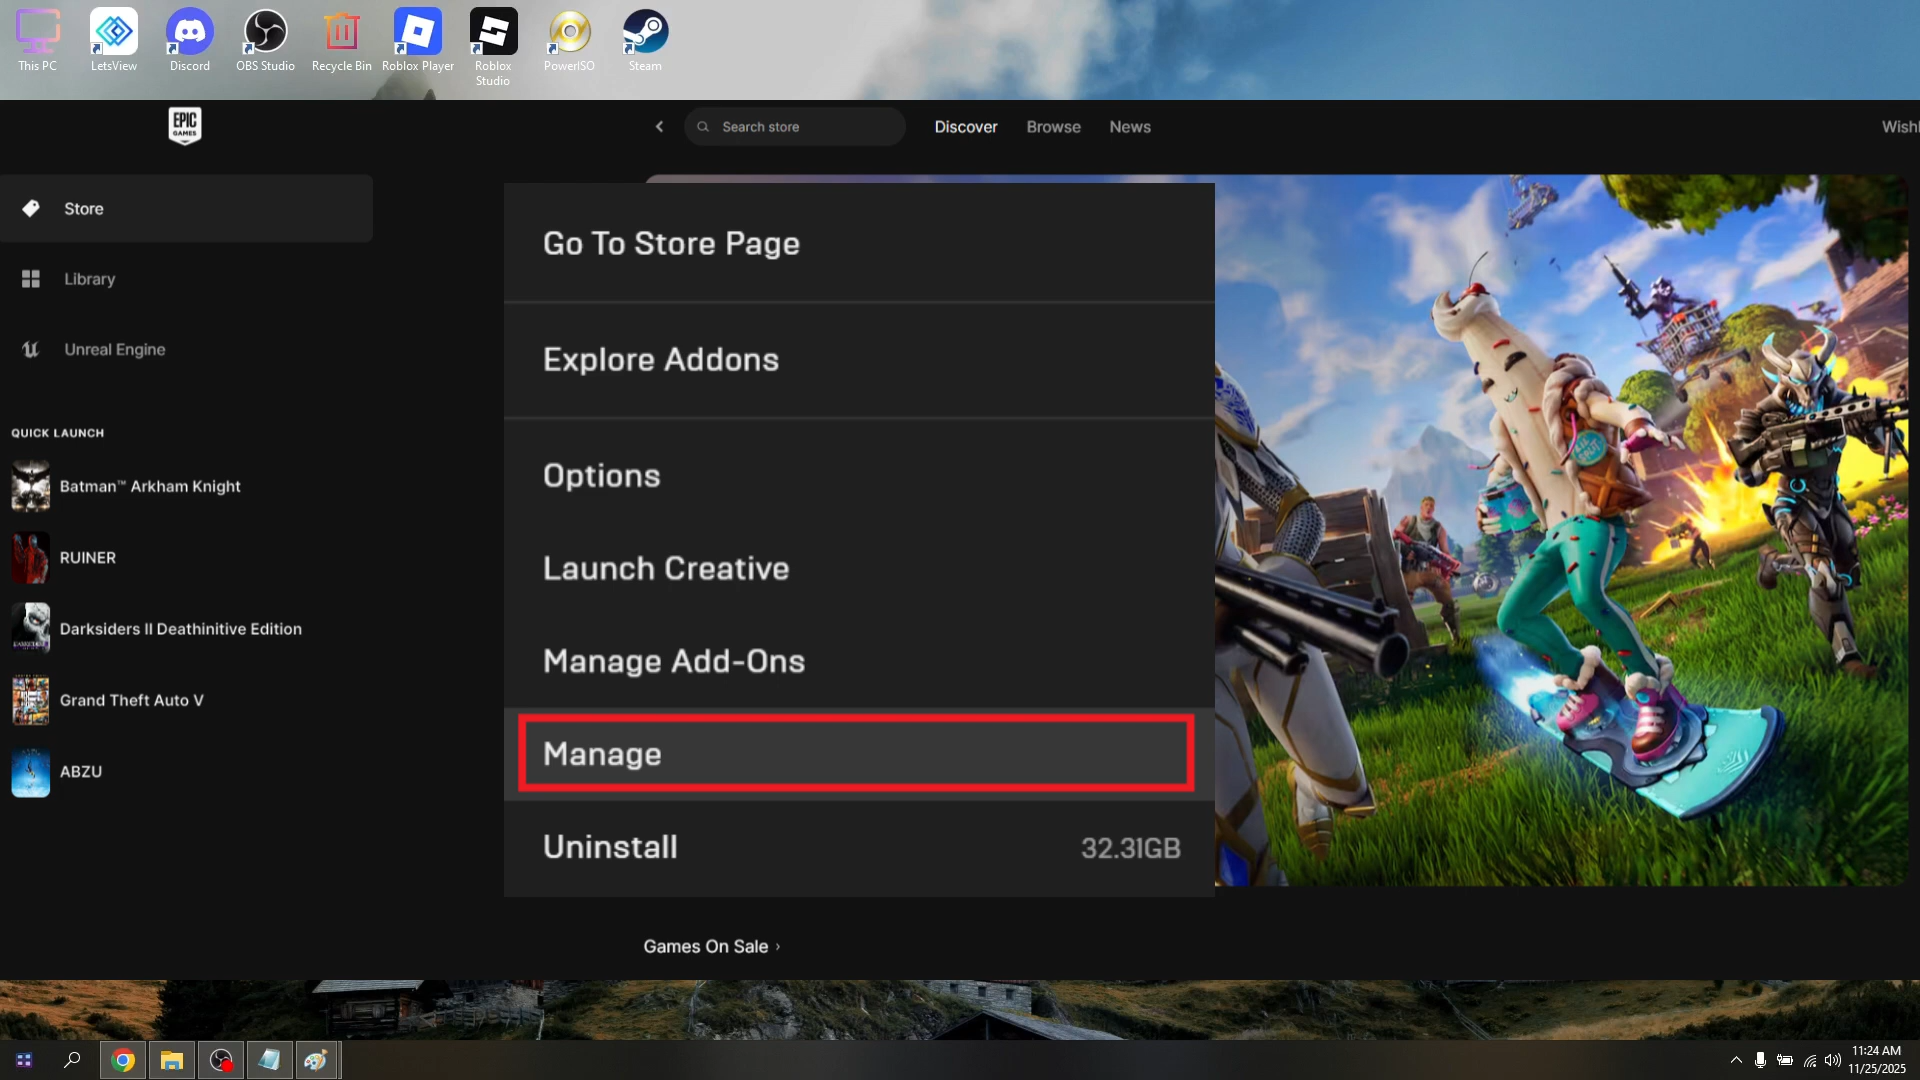 This PC
LetsView
Discord
OBS Studio
Recycle Bin
Roblox Player
Roblox
Studio
PowerISO
Steam
EPIC
GAMES
Search store
Discover
Browse
News
Wishl
Store
Library
Unreal Engine
QUICK LAUNCH
Batman™ Arkham Knight
RUINER
Darksiders II Deathinitive Edition
Grand Theft Auto V
ABZU
Go To Store Page
Explore Addons
Options
Launch Creative
Manage Add-Ons
Manage
Uninstall 32.31GB
Games On Sale ›
11:24 AM
11/25/2025